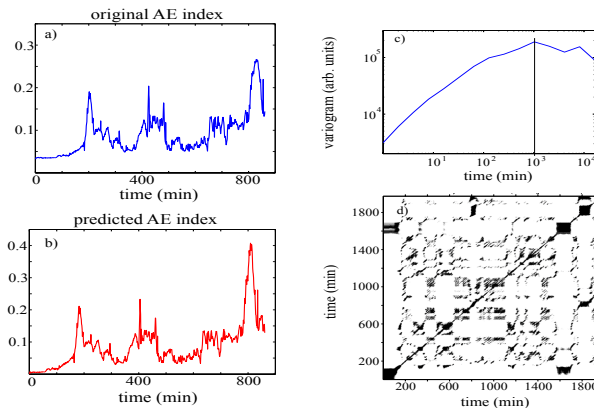 original AE index
a)
0.3
0.2
0.1
0 400 800
time (min)
predicted AE index
b)
0.4
0.3
0.2
0.1
0 400 800
time (min)
c)
variogram (arb. units)
10^5
10^4
10^1 10^2 10^3 10^4
time (min)
d)
time (min)
1800
1400
1000
600
200
200 600 1000 1400 1800
time (min)